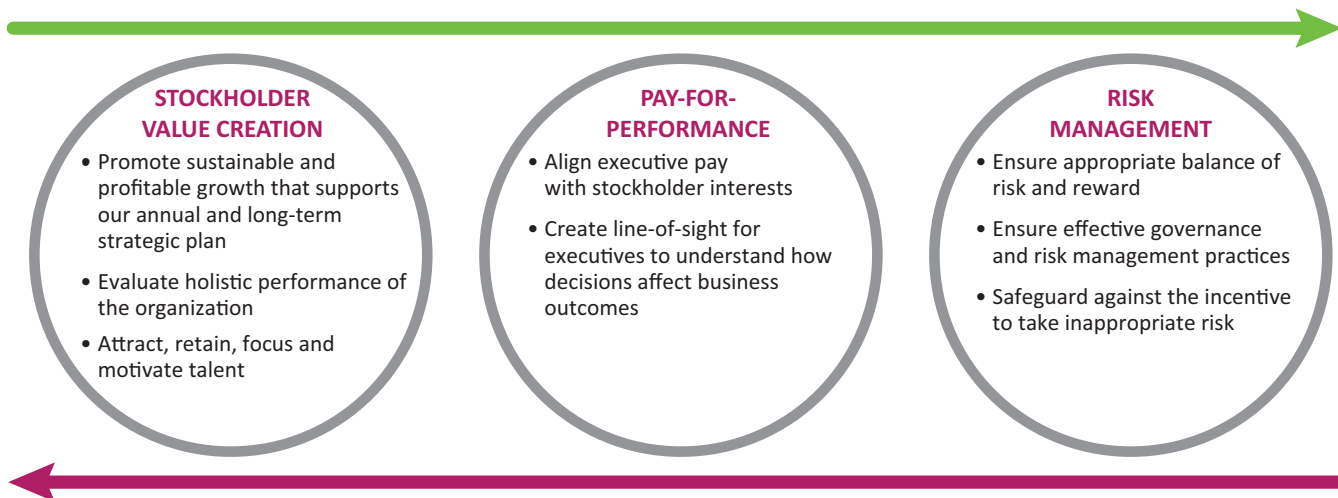 STOCKHOLDER
VALUE CREATION
• Promote sustainable and
profitable growth that supports
our annual and long-term
strategic plan
• Evaluate holistic performance of
the organization
• Attract, retain, focus and
motivate talent
PAY-FOR-
PERFORMANCE
• Align executive pay
with stockholder interests
• Create line-of-sight for
executives to understand how
decisions affect business
outcomes
RISK
MANAGEMENT
• Ensure appropriate balance of
risk and reward
• Ensure effective governance
and risk management practices
• Safeguard against the incentive
to take inappropriate risk